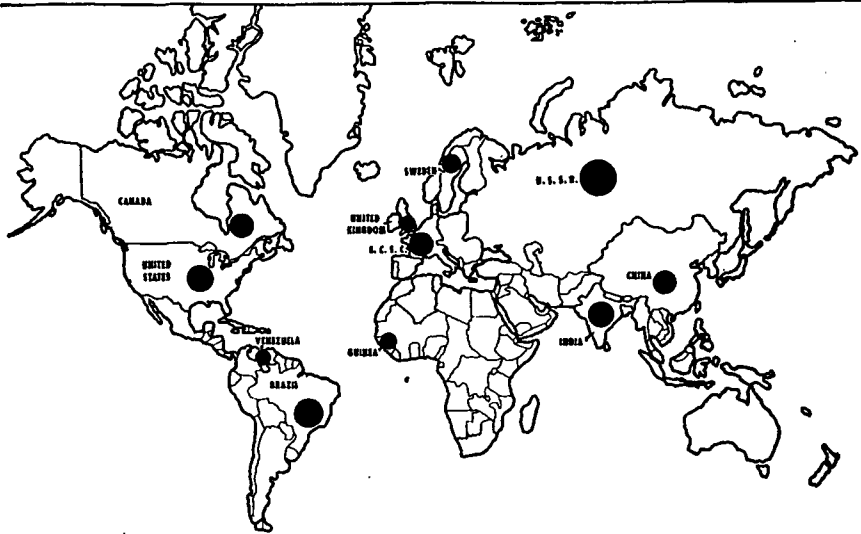 CANADA
UNITED
STATES
VENEZUELA
BRAZIL
SWEDEN
UNITED
KINGDOM
GUINEA
U.S.S.R.
CHINA
INDIA